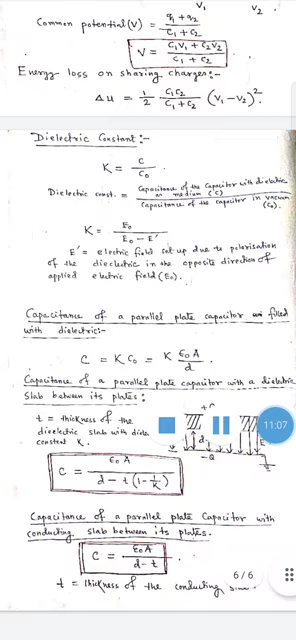 V₁ V₂
Common potential (V) = q₁ + q₂ / C₁ + C₂
V = C₁V₁ + C₂V₂ / C₁ + C₂
Energy loss on sharing charges:-
Δu = 1/2 C₁C₂ / C₁ + C₂ (V₁ - V₂)².
Dielectric Constant:-
K = C / C₀ .
Dielectric const. = Capacitance of the Capacitor with dielectric as medium (C) / Capacitance of the capacitor in vacuum (C₀).
K = E₀ / E₀ - E'
E' = electric field set up due to polarisation
of the dielectric in the opposite direction of
applied electric field (E₀).
Capacitance of a parallel plate capacitor filled
with dielectric:-
C = K C₀ = K ε₀A / d .
Capacitance of a parallel plate capacitor with a dielectric
slab between its plates:
t = thickness of the
dielectric slab with diele
constant K.
+Q
d
E
-Q
11:07
C = ε₀A / d - t(1 - 1/K)
Capacitance of a parallel plate Capacitor with
conducting slab between its plates.
C = ε₀A / d - t
6/6
t = thickness of the conducting